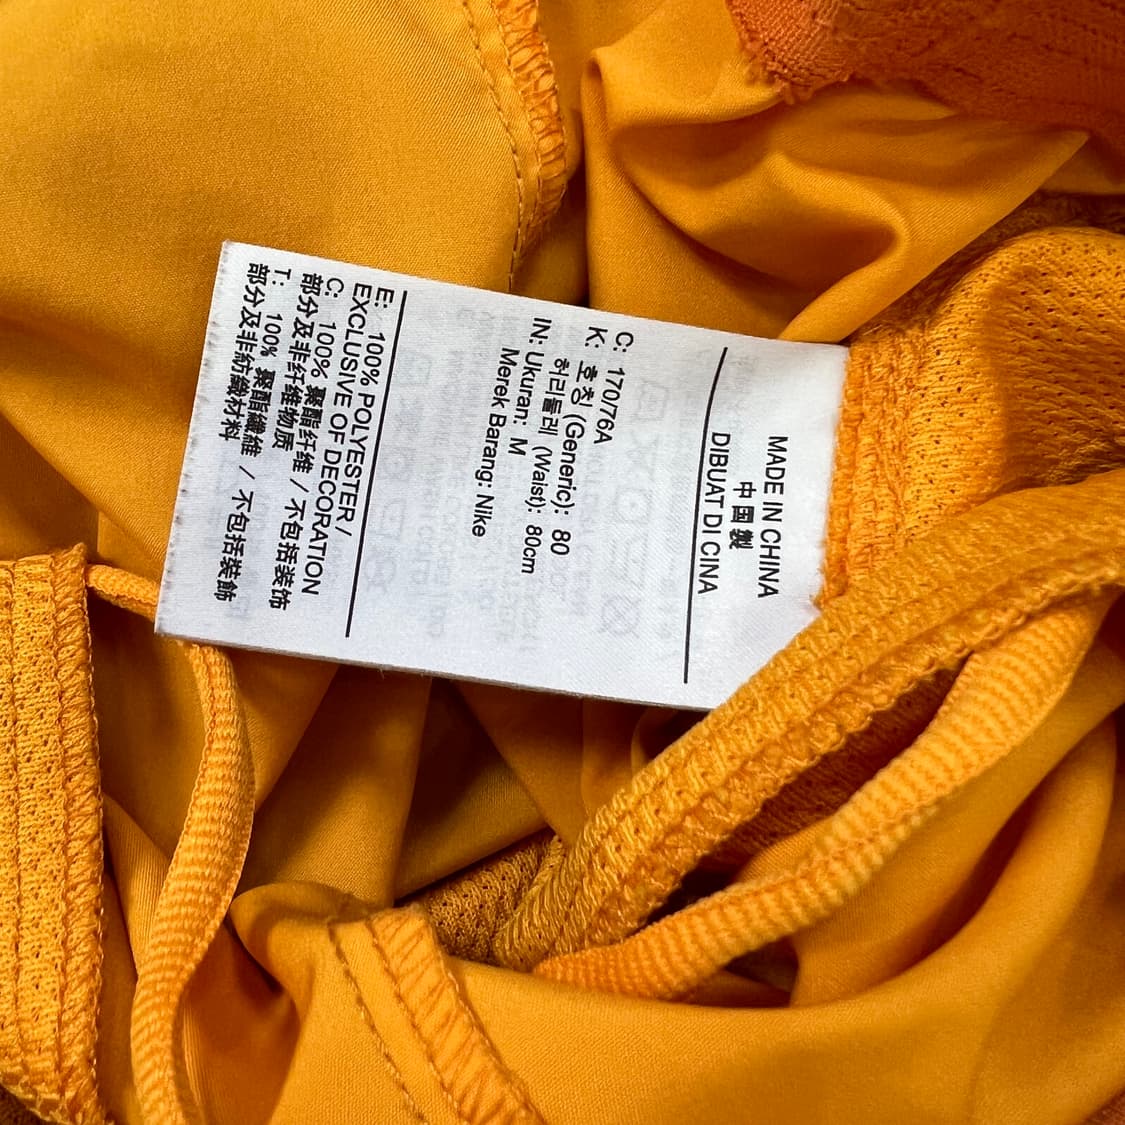 MADE IN CHINA
中国製
DIBUAT DI CINA
C: 170/76A
K: 호칭 (Generic): 80
허리둘레 (Waist): 80cm
IN: Ukuran: M
Merek Barang: Nike
E: 100% POLYESTER /
EXCLUSIVE OF DECORATION
C: 100% 聚酯纤维 / 不包括装饰
部分及非纤维物质
T: 100% 聚酯纖維 / 不包括裝飾
部分及非紡織材料